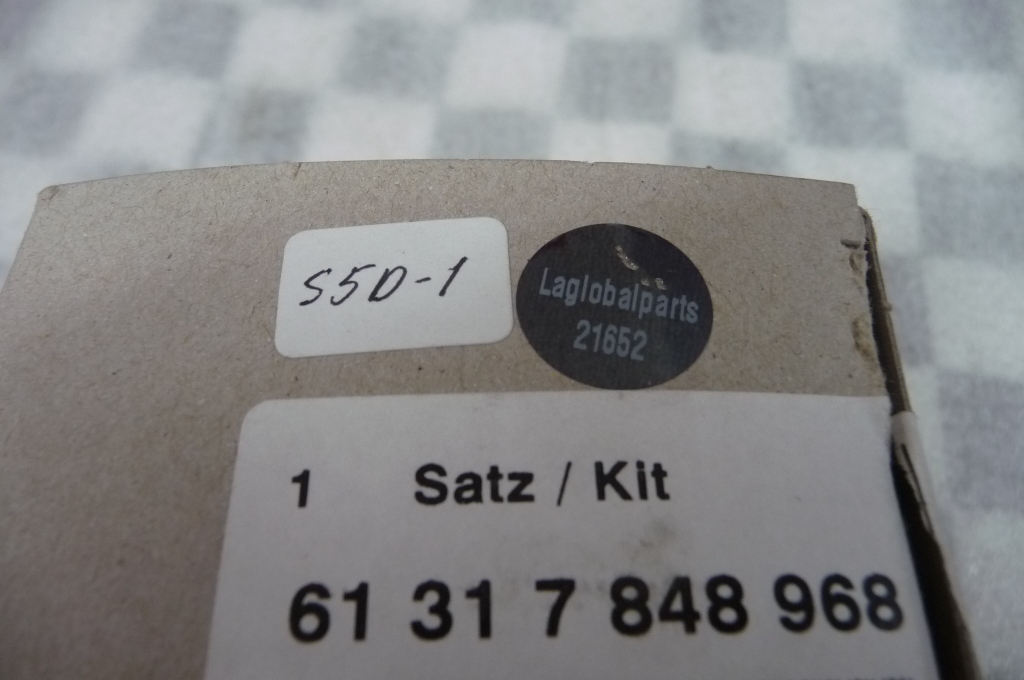 S5D-1
Laglobalparts
21652
1 Satz / Kit
61 31 7 848 968